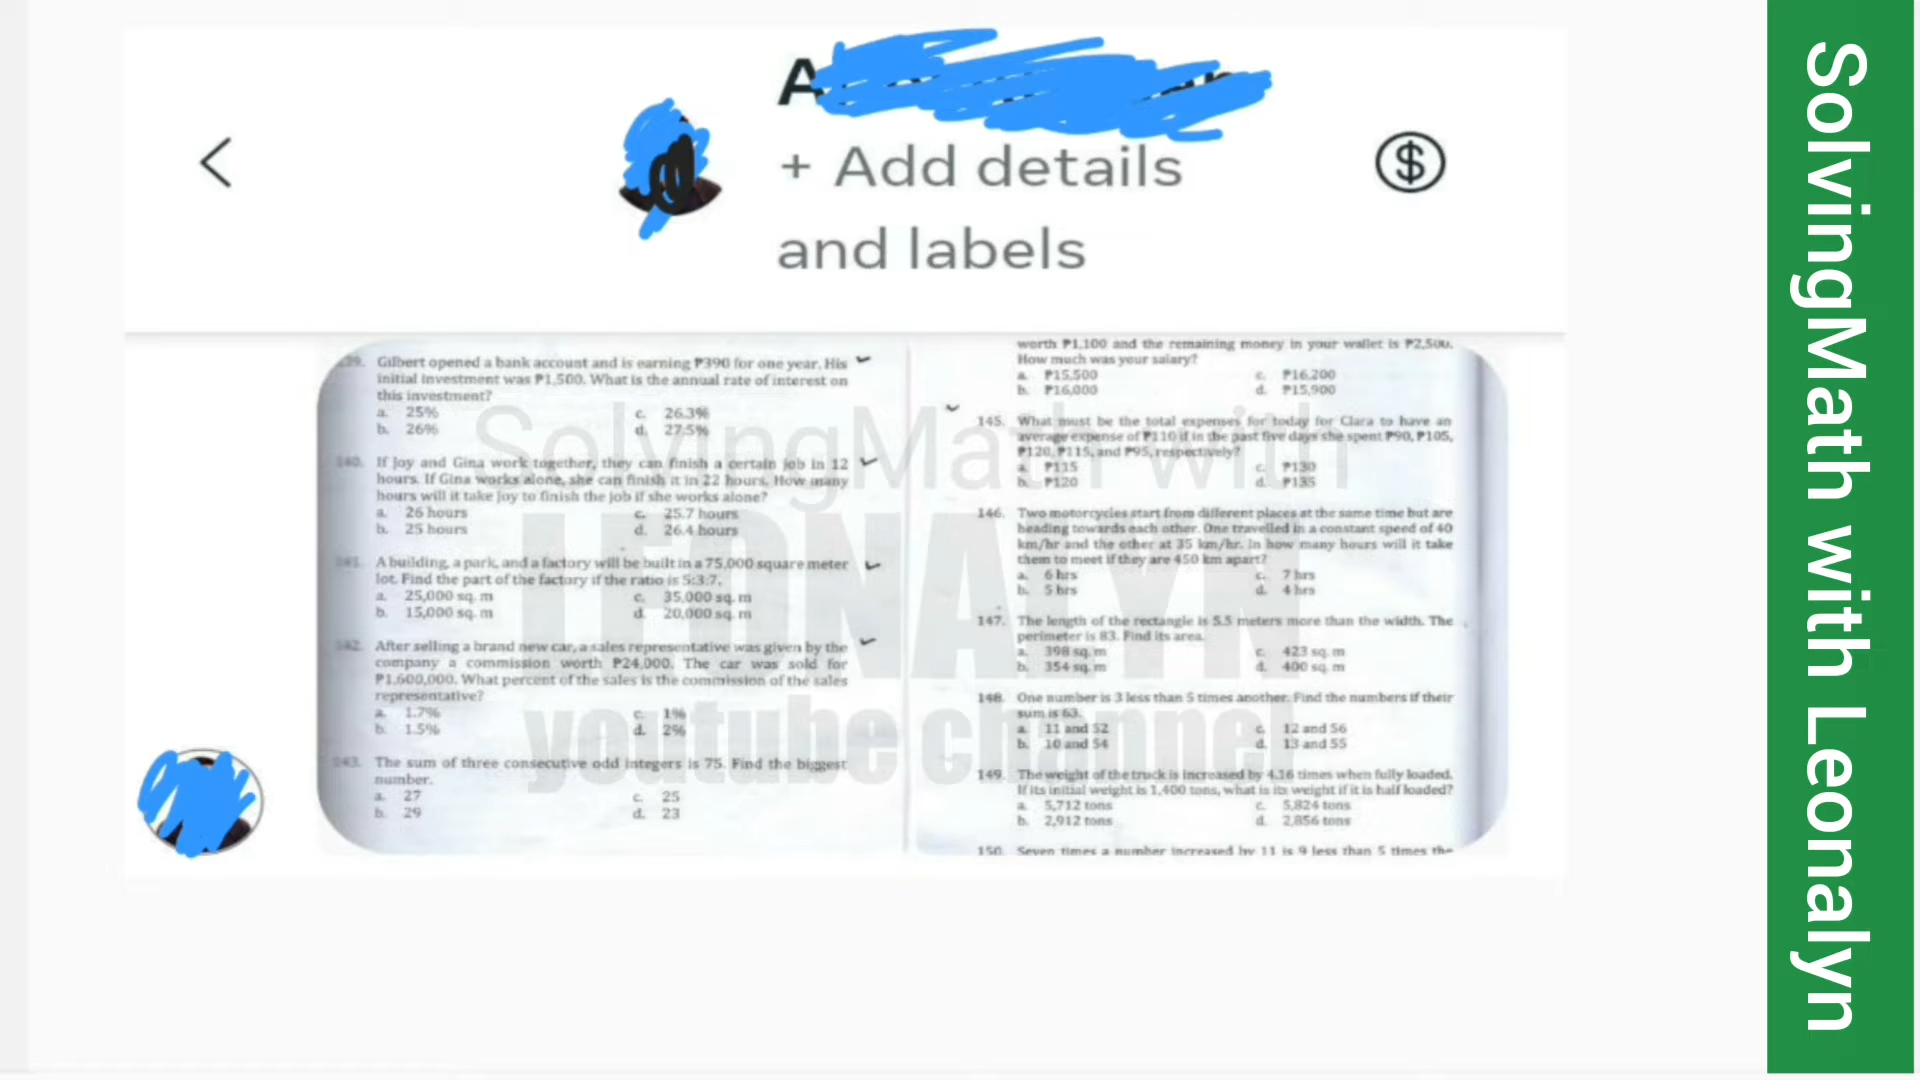 A
+ Add details
and labels
139. Gilbert opened a bank account and is earning ₱390 for one year. His
initial investment was ₱1,500. What is the annual rate of interest on
this investment?
a. 25%
c. 26.3%
b. 26%
d. 27.5%
140. If Joy and Gina work together, they can finish a certain job in 12
hours. If Gina works alone, she can finish it in 22 hours. How many
hours will it take Joy to finish the job if she works alone?
a. 26 hours
c. 25.7 hours
b. 25 hours
d. 26.4 hours
141. A building, a park, and a factory will be built in a 75,000 square meter
lot. Find the part of the factory if the ratio is 5:3:7.
a. 25,000 sq. m
c. 35,000 sq. m
b. 15,000 sq. m
d. 20,000 sq. m
142. After selling a brand new car, a sales representative was given by the
company a commission worth ₱24,000. The car was sold for
₱1,600,000. What percent of the sales is the commission of the sales
representative?
a. 1.7%
c. 1%
b. 1.5%
d. 2%
143. The sum of three consecutive odd integers is 75. Find the biggest
number.
a. 27
c. 25
b. 29
d. 23
worth ₱1,100 and the remaining money in your wallet is ₱2,500.
How much was your salary?
a. ₱15,500
c. ₱16,200
b. ₱16,000
d. ₱15,900
145. What must be the total expenses for today for Clara to have an
average expense of ₱110 if in the past five days she spent ₱90, ₱105,
₱120, ₱115, and ₱95, respectively?
a. ₱115
c. ₱130
b. ₱120
d. ₱135
146. Two motorcycles start from different places at the same time but are
heading towards each other. One travelled in a constant speed of 40
km/hr and the other at 35 km/hr. In how many hours will it take
them to meet if they are 450 km apart?
a. 6 hrs
c. 7 hrs
b. 5 hrs
d. 4 hrs
147. The length of the rectangle is 5.5 meters more than the width. The
perimeter is 83. Find its area.
a. 398 sq. m
c. 423 sq. m
b. 354 sq. m
d. 400 sq. m
148. One number is 3 less than 5 times another. Find the numbers if their
sum is 63.
a. 11 and 52
c. 12 and 56
b. 10 and 54
d. 13 and 55
149. The weight of the truck is increased by 4.16 times when fully loaded.
If its initial weight is 1,400 tons, what is its weight if it is half loaded?
a. 5,712 tons
c. 5,824 tons
b. 2,912 tons
d. 2,856 tons
150. Seven times a number increased by 11 is 9 less than 5 times the
SolvingMath with
LEONALYN
youtube channel
SolvingMath with Leonalyn